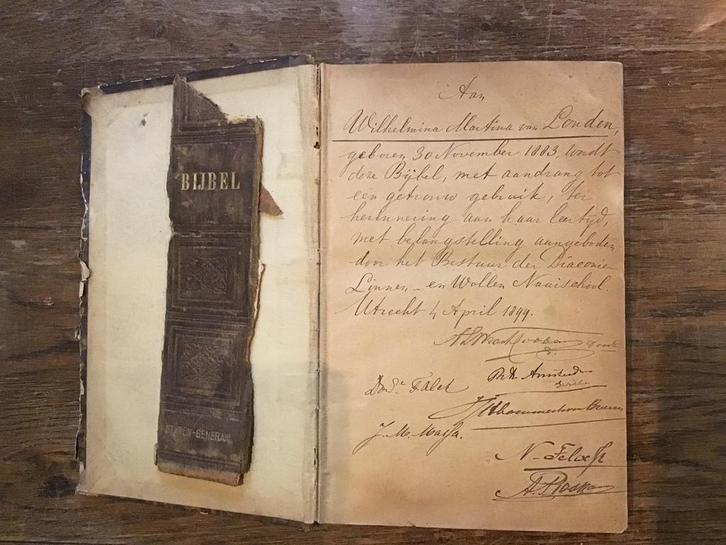 BIJBEL
STATEN-GENERAAL
Aan
Wilhelmina Martina van Londen,
geboren 30 November 1883, wordt
deze Bijbel, met aandrang tot
een getrouw gebruik, ter
herinnering aan haar leertijd,
met belangstelling aangeboden
door het Bestuur der Diaconie
Linnen- en Wollen Naaischool.
Utrecht 4 April 1899.
J. M.
N.
A.